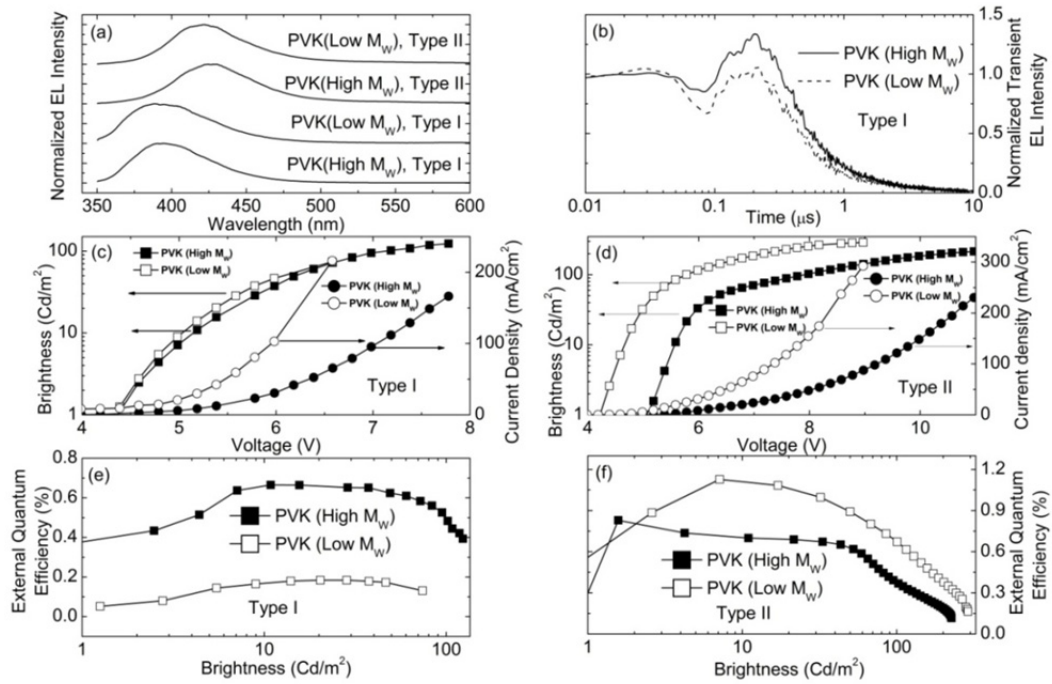 (a)
PVK(Low M_W), Type II
PVK(High M_W), Type II
PVK(Low M_W), Type I
PVK(High M_W), Type I
Normalized EL Intensity
350 400 450 500 550 600
Wavelength (nm)
(b)
PVK (High M_W)
PVK (Low M_W)
Type I
1.5
1.0
0.5
0.0
Normalized Transient
EL Intensity
0.01 0.1 1 10
Time (μs)
(c)
PVK (High M_W)
PVK (Low M_W)
PVK (High M_W)
PVK (Low M_W)
Type I
100
10
1
Brightness (Cd/m²)
200
100
0
Current Density (mA/cm²)
4 5 6 7 8
Voltage (V)
(d)
PVK (High M_W)
PVK (Low M_W)
PVK (High M_W)
PVK (Low M_W)
Type II
100
10
1
Brightness (Cd/m²)
300
200
100
0
Current density (mA/cm²)
4 6 8 10
Voltage (V)
(e)
PVK (High M_W)
PVK (Low M_W)
Type I
0.8
0.6
0.4
0.2
0.0
External Quantum
Efficiency (%)
1 10 100
Brightness (Cd/m²)
(f)
PVK (High M_W)
PVK (Low M_W)
Type II
1.2
0.9
0.6
0.3
0.0
External Quantum
Efficiency (%)
1 10 100
Brightness (Cd/m²)